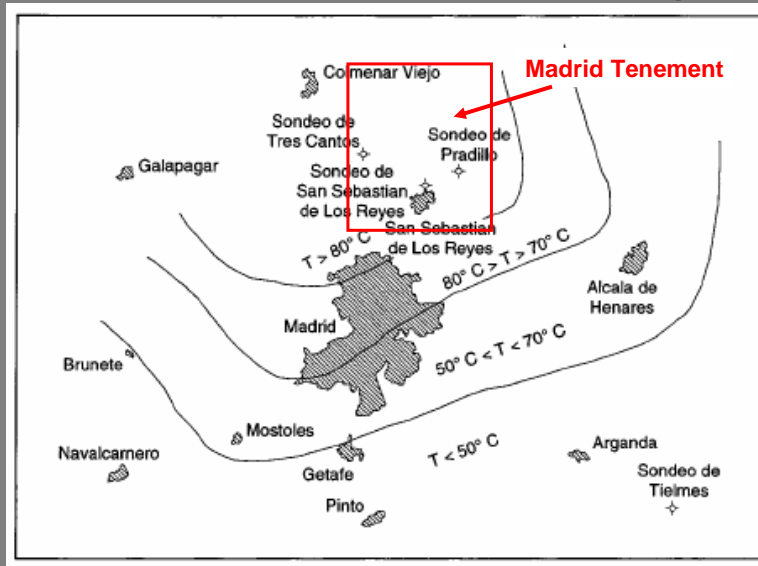 Colmenar Viejo
Madrid Tenement
Sondeo de
Tres Cantos
Sondeo de
Pradillo
Galapagar
Sondeo de
San Sebastian
de Los Reyes
San Sebastian
de Los Reyes
T > 80° C
80° C > T > 70° C
Alcala de
Henares
Madrid
50° C < T < 70° C
Brunete
Mostoles
T < 50° C
Arganda
Navalcarnero
Getafe
Sondeo de
Tielmes
Pinto